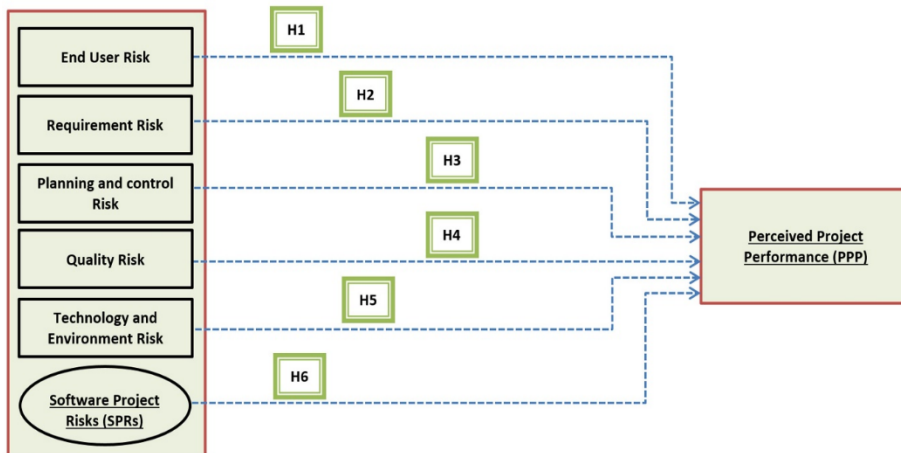 H1
End User Risk
H2
Requirement Risk
H3
Planning and control
Risk
H4
Quality Risk
H5
Technology and
Environment Risk
H6
Software Project
Risks (SPRs)
Perceived Project
Performance (PPP)